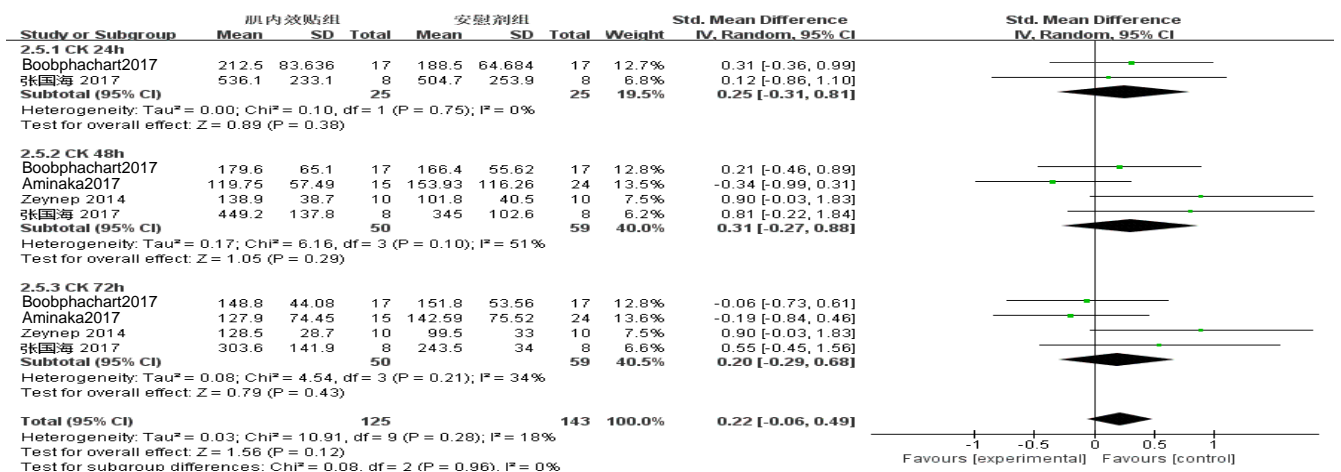 肌内效贴组 安慰剂组 Std. Mean Difference Std. Mean Difference
Study or Subgroup Mean SD Total Mean SD Total Weight IV, Random, 95% CI IV, Random, 95% CI
2.5.1 CK 24h
Boobphachart2017 212.5 83.636 17 188.5 64.684 17 12.7% 0.31 [-0.36, 0.99]
张国海 2017 536.1 233.1 8 504.7 253.9 8 6.8% 0.12 [-0.86, 1.10]
Subtotal (95% CI) 25 25 19.5% 0.25 [-0.31, 0.81]
Heterogeneity: Tau² = 0.00; Chi² = 0.10, df = 1 (P = 0.75); I² = 0%
Test for overall effect: Z = 0.89 (P = 0.38)
2.5.2 CK 48h
Boobphachart2017 179.6 65.1 17 166.4 55.62 17 12.8% 0.21 [-0.46, 0.89]
Aminaka2017 119.75 57.49 15 153.93 116.26 24 13.5% -0.34 [-0.99, 0.31]
Zeynep 2014 138.9 38.7 10 101.8 40.5 10 7.5% 0.90 [-0.03, 1.83]
张国海 2017 449.2 137.8 8 345 102.6 8 6.2% 0.81 [-0.22, 1.84]
Subtotal (95% CI) 50 59 40.0% 0.31 [-0.27, 0.88]
Heterogeneity: Tau² = 0.17; Chi² = 6.16, df = 3 (P = 0.10); I² = 51%
Test for overall effect: Z = 1.05 (P = 0.29)
2.5.3 CK 72h
Boobphachart2017 148.8 44.08 17 151.8 53.56 17 12.8% -0.06 [-0.73, 0.61]
Aminaka2017 127.9 74.45 15 142.59 75.52 24 13.6% -0.19 [-0.84, 0.46]
Zeynep 2014 128.5 28.7 10 99.5 33 10 7.5% 0.90 [-0.03, 1.83]
张国海 2017 303.6 141.9 8 243.5 34 8 6.6% 0.55 [-0.45, 1.56]
Subtotal (95% CI) 50 59 40.5% 0.20 [-0.29, 0.68]
Heterogeneity: Tau² = 0.08; Chi² = 4.54, df = 3 (P = 0.21); I² = 34%
Test for overall effect: Z = 0.79 (P = 0.43)
Total (95% CI) 125 143 100.0% 0.22 [-0.06, 0.49]
Heterogeneity: Tau² = 0.03; Chi² = 10.91, df = 9 (P = 0.28); I² = 18%
Test for overall effect: Z = 1.56 (P = 0.12)
Test for subgroup differences: Chi² = 0.08, df = 2 (P = 0.96), I² = 0%
-1 0 0.5 1
Favours [experimental] Favours [control]